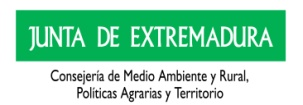 JUNTA DE EXTREMADURA
Consejería de Medio Ambiente y Rural,
Políticas Agrarias y Territorio